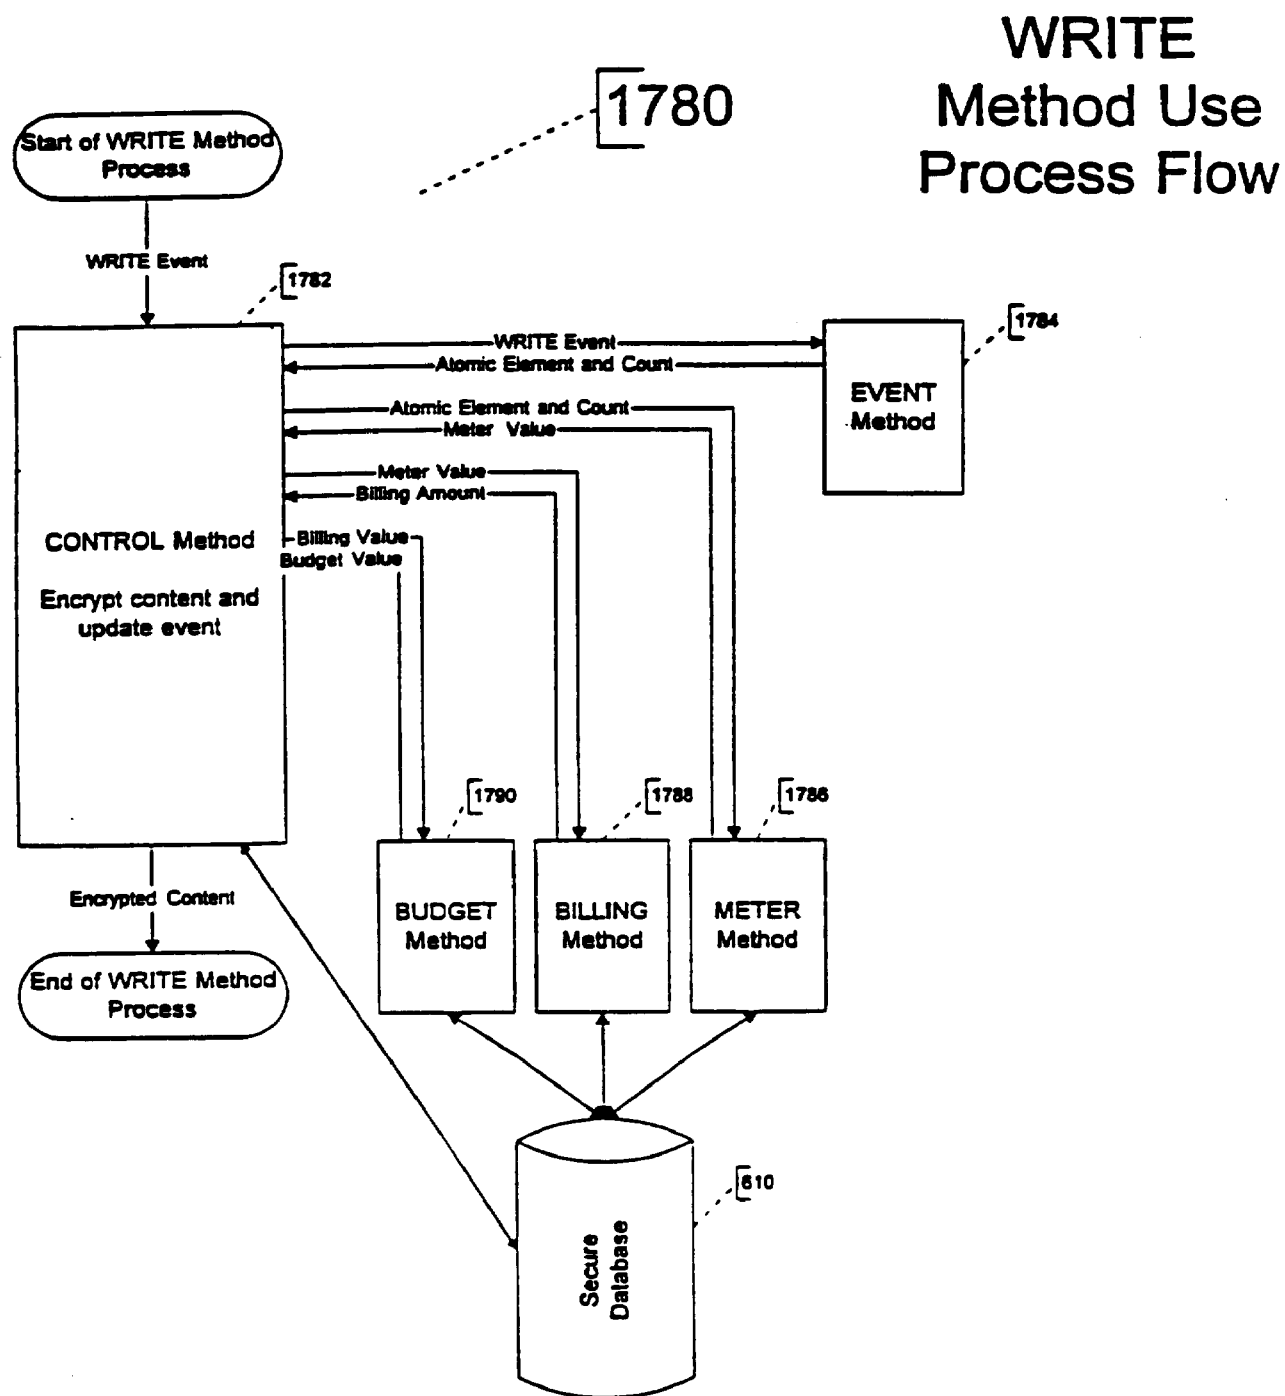 WRITE
Method Use
Process Flow
1780
Start of WRITE Method
Process
WRITE Event
1782
1784
WRITE Event
Atomic Element and Count
EVENT
Method
Atomic Element and Count
Meter Value
Meter Value
Billing Amount
CONTROL Method
Billing Value
Budget Value
Encrypt content and
update event
1790
1788
1786
Encrypted Content
BUDGET
Method
BILLING
Method
METER
Method
End of WRITE Method
Process
610
Secure
Database